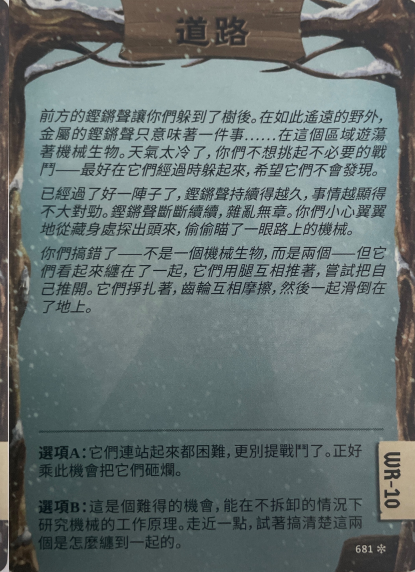 道路
前方的鏗鏘聲讓你們躲到了樹後。在如此遙遠的野外，
金屬的鏗鏘聲只意味著一件事……在這個區域遊蕩
著機械生物。天氣太冷了，你們不想挑起不必要的戰
鬥——最好在它們經過時躲起來，希望它們不會發現。
已經過了好一陣子了，鏗鏘聲持續得越久，事情越顯得
不大對勁。鏗鏘聲斷斷續續，雜亂無章。你們小心翼翼
地從藏身處探出頭來，偷偷瞄了一眼路上的機械。
你們搞錯了——不是一個機械生物，而是兩個——但它
們看起來纏在了一起，它們用腿互相推著，嘗試把自
己推開。它們掙扎著，齒輪互相摩擦，然後一起滑倒在
了地上。
選項A：它們連站起來都困難，更別提戰鬥了。正好
乘此機會把它們砸爛。
選項B：這是個難得的機會，能在不拆卸的情況下
研究機械的工作原理。走近一點，試著搞清楚這兩
個是怎麼纏到一起的。
WR-10
681